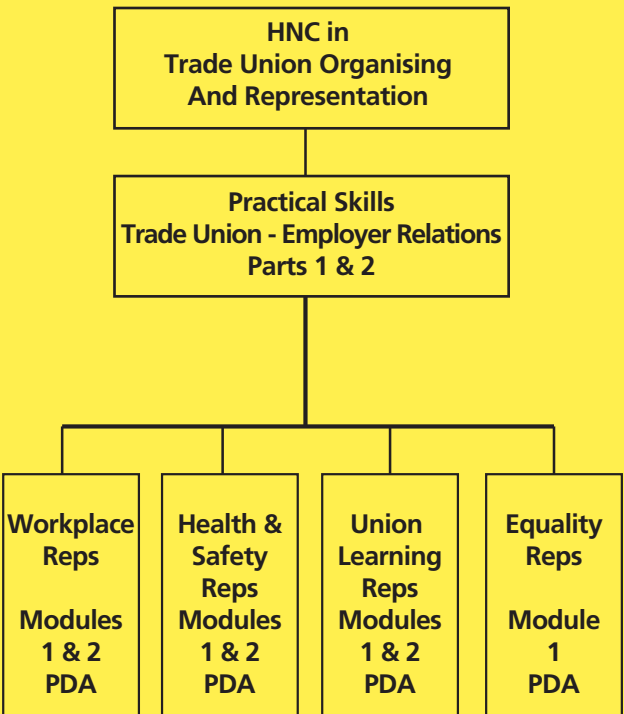 HNC in
Trade Union Organising
And Representation
Practical Skills
Trade Union - Employer Relations
Parts 1 & 2
Workplace
Reps
Modules
1 & 2
PDA
Health &
Safety
Reps
Modules
1 & 2
PDA
Union
Learning
Reps
Modules
1 & 2
PDA
Equality
Reps
Module
1
PDA